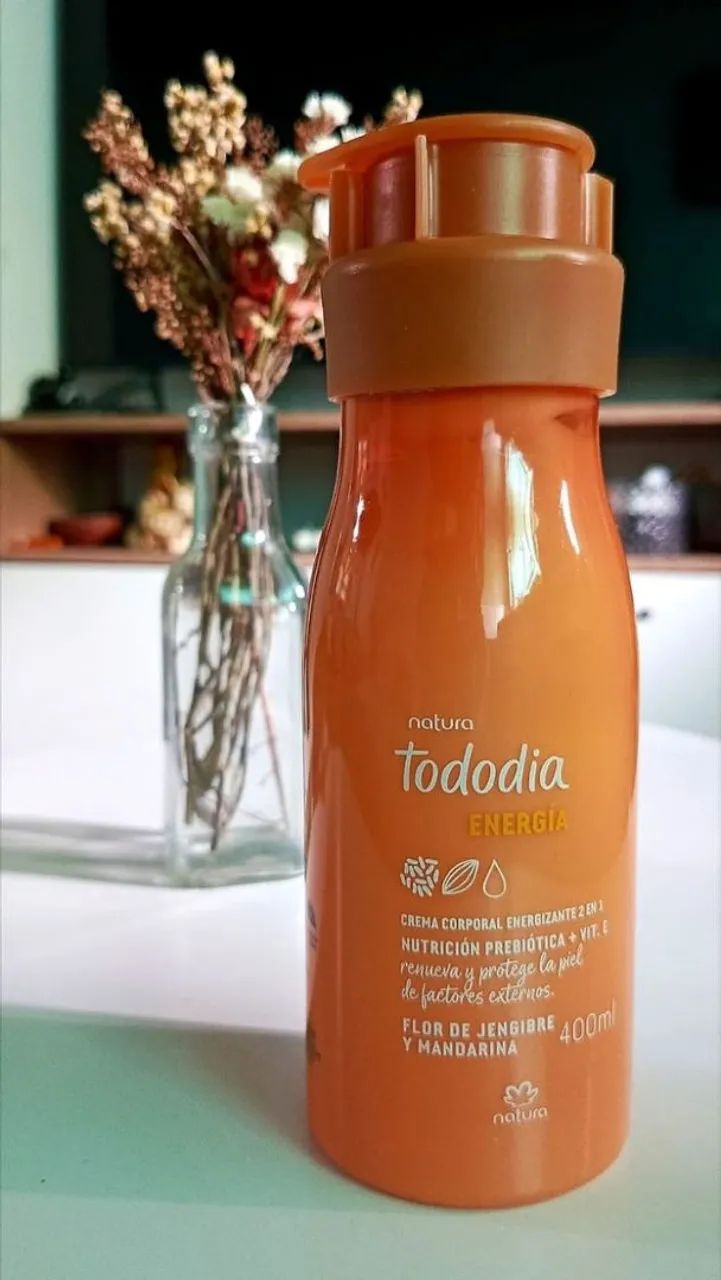 natura
tododia
ENERGÍA
CREMA CORPORAL ENERGIZANTE 2 EN 1
NUTRICIÓN PREBIÓTICA + VIT. E
renueva y protege la piel
de factores externos.
FLOR DE JENGIBRE 400ml
Y MANDARINA
natura